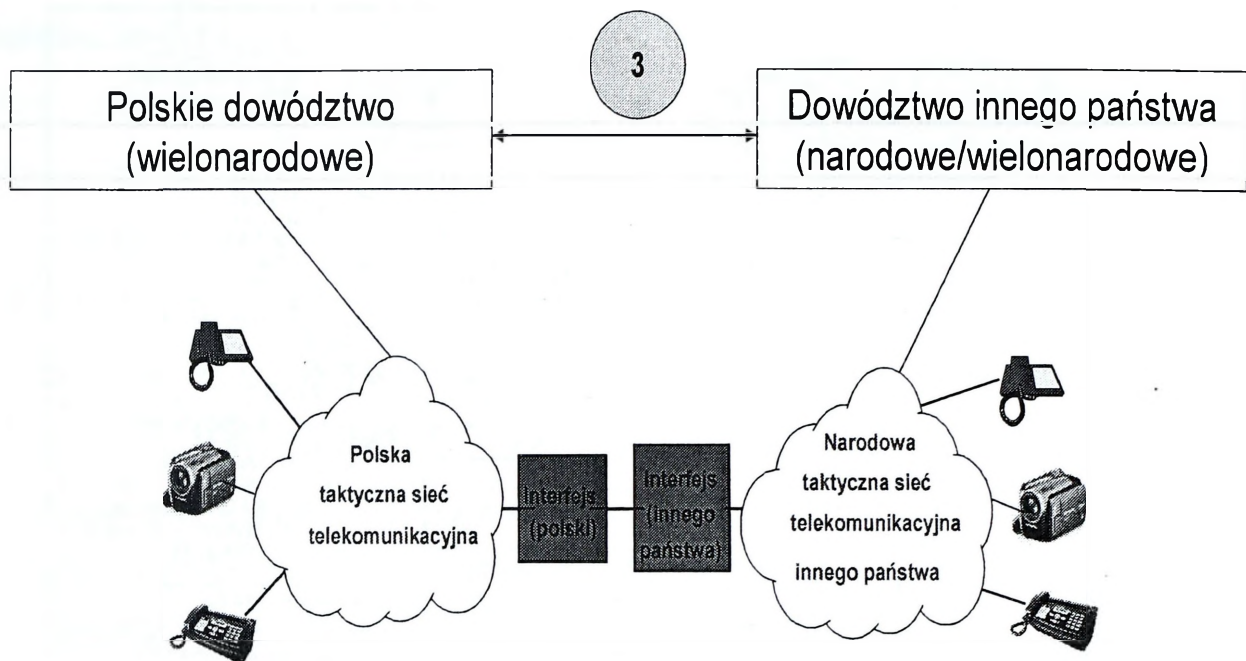 3
Polskie dowództwo
(wielonarodowe)
Dowództwo innego państwa
(narodowe/wielonarodowe)
Polska
taktyczna sieć
telekomunikacyjna
Interfejs
(polski)
Interfejs
(innego
państwa)
Narodowa
taktyczna sieć
telekomunikacyjna
innego państwa